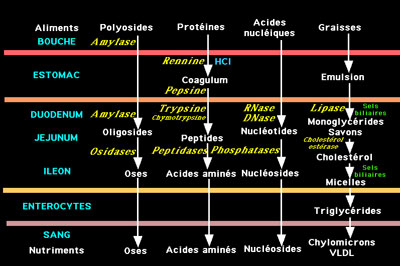 Aliments Polyosides Protéines Acides nucléiques Graisses
BOUCHE Amylase
Rennine HCl
ESTOMAC Coagulum Emulsion
Pepsine
DUODENUM Amylase Trypsine Chymotrypsine RNase DNase Lipase Sels biliaires
Oligosides Nucléotides Monoglycérides
JEJUNUM Peptides Savons
Osidases Peptidases Phosphatases Cholestérol estérase
Cholestérol
ILEON Oses Acides aminés Nucléosides Sels biliaires
Micelles
ENTEROCYTES Triglycérides
SANG
Nutriments Oses Acides aminés Nucléosides Chylomicrons
VLDL